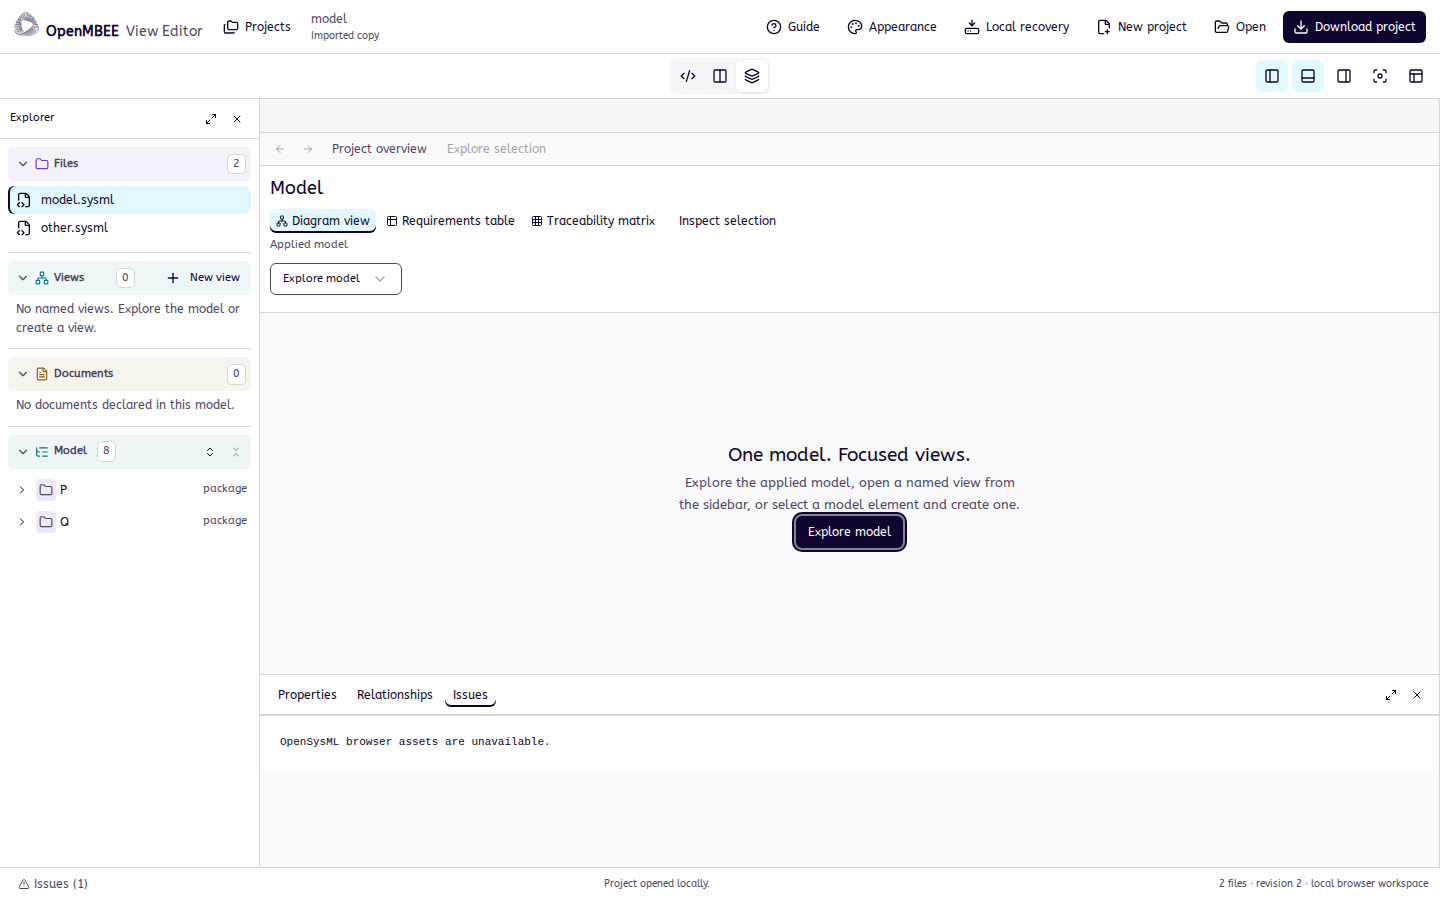 OpenMBEE View Editor
Projects
model
Imported copy
Guide
Appearance
Local recovery
New project
Open
Download project
Explorer
Files
2
model.sysml
other.sysml
Views
0
New view
No named views. Explore the model or
create a view.
Documents
0
No documents declared in this model.
Model
8
P
package
Q
package
Project overview
Explore selection
Model
Diagram view
Requirements table
Traceability matrix
Inspect selection
Applied model
Explore model
One model. Focused views.
Explore the applied model, open a named view from
the sidebar, or select a model element and create one.
Explore model
Properties
Relationships
Issues
OpenSysML browser assets are unavailable.
Issues (1)
Project opened locally.
2 files · revision 2 · local browser workspace